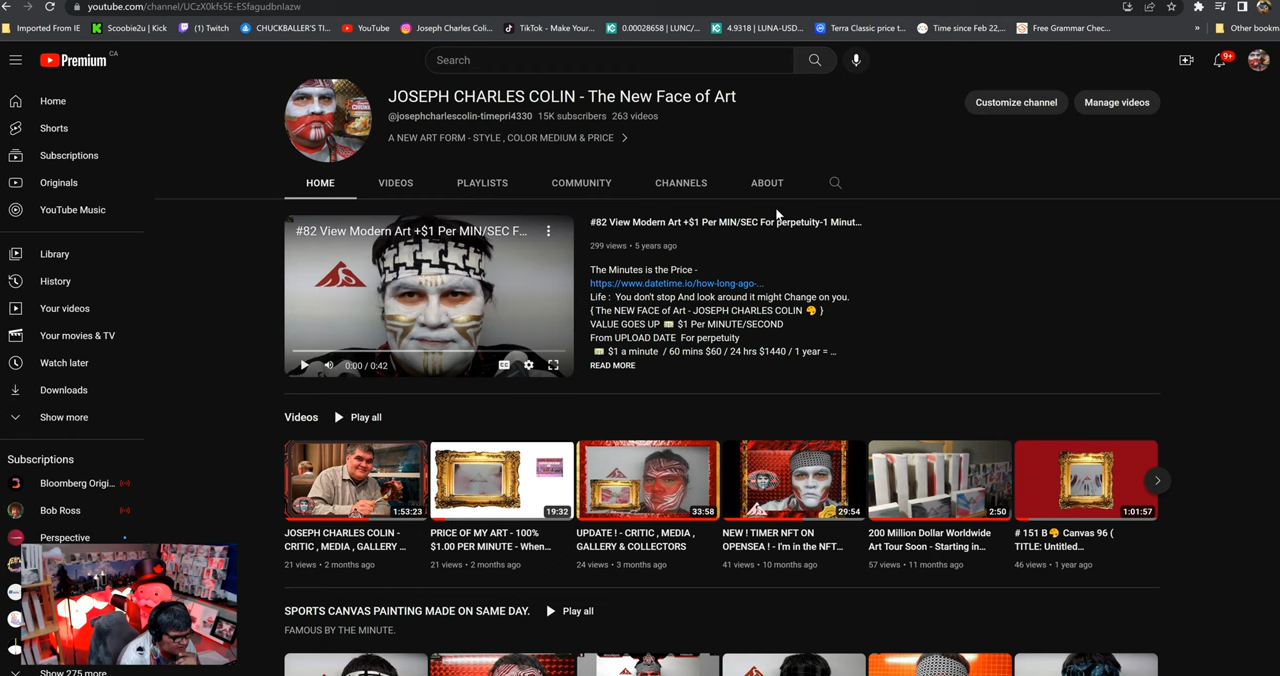 youtube.com/channel/UCzX0kfs5E-ESfagudbnIazw
Imported From IE
Scoobie2u | Kick
(1) Twitch
CHUCKBALLER'S TI...
YouTube
Joseph Charles Coli...
TikTok - Make Your...
0.00028658 | LUNC/...
4.9318 | LUNA-USD...
Terra Classic price t...
Time since Feb 22,...
Free Grammar Chec...
»
Other bookm
Premium CA
Search
9+
Home
Shorts
Subscriptions
Originals
YouTube Music
Library
History
Your videos
Your movies & TV
Watch later
Downloads
Show more
Subscriptions
Bloomberg Origi...
Bob Ross
Perspective
Show 275 more
JOSEPH CHARLES COLIN - The New Face of Art
@josephcharlescolin-timepri4330 15K subscribers 263 videos
A NEW ART FORM - STYLE , COLOR MEDIUM & PRICE
Customize channel
Manage videos
HOME
VIDEOS
PLAYLISTS
COMMUNITY
CHANNELS
ABOUT
#82 View Modern Art +$1 Per MIN/SEC F...
0:00 / 0:42
#82 View Modern Art +$1 Per MIN/SEC For perpetuity-1 Minut...
299 views • 5 years ago
The Minutes is the Price -
https://www.datetime.io/how-long-ago-...
Life : You don't stop And look around it might Change on you.
{ The NEW FACE of Art - JOSEPH CHARLES COLIN }
VALUE GOES UP $1 Per MINUTE/SECOND
From UPLOAD DATE For perpetuity
$1 a minute / 60 mins $60 / 24 hrs $1440 / 1 year = ...
READ MORE
Videos
Play all
1:53:23
JOSEPH CHARLES COLIN -
CRITIC , MEDIA , GALLERY ...
21 views • 2 months ago
19:32
PRICE OF MY ART - 100%
$1.00 PER MINUTE - When...
21 views • 2 months ago
33:58
UPDATE ! - CRITIC , MEDIA ,
GALLERY & COLLECTORS
24 views • 3 months ago
29:54
NEW ! TIMER NFT ON
OPENSEA ! - I'm in the NFT...
41 views • 10 months ago
2:50
200 Million Dollar Worldwide
Art Tour Soon - Starting in...
57 views • 11 months ago
1:01:57
# 151 B Canvas 96 (
TITLE: Untitled...
46 views • 1 year ago
SPORTS CANVAS PAINTING MADE ON SAME DAY.
Play all
FAMOUS BY THE MINUTE.